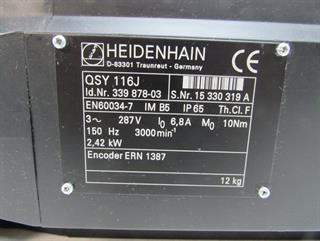 HEIDENHAIN
D-83301 Traunreut - Germany
QSY 116J
Id.Nr. 339 878-03 S.Nr. 15 330 319 A
EN60034-7 IM B5 IP 65 Th.Cl. F
3~ 287V I0 6,8A M0 10Nm
150 Hz 3000min-1
2,42 kW
Encoder ERN 1387
12 kg